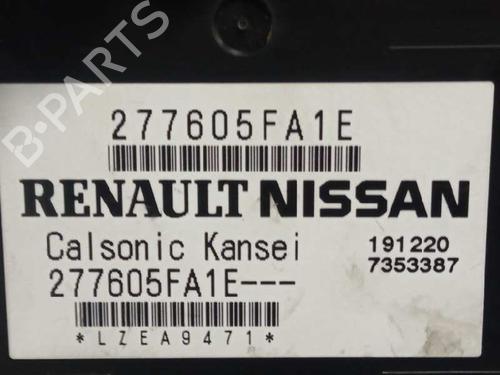 B-PARTS
277605FA1E
RENAULT NISSAN
Calsonic Kansei
191220
277605FA1E---
7353387
*LZEA9471*